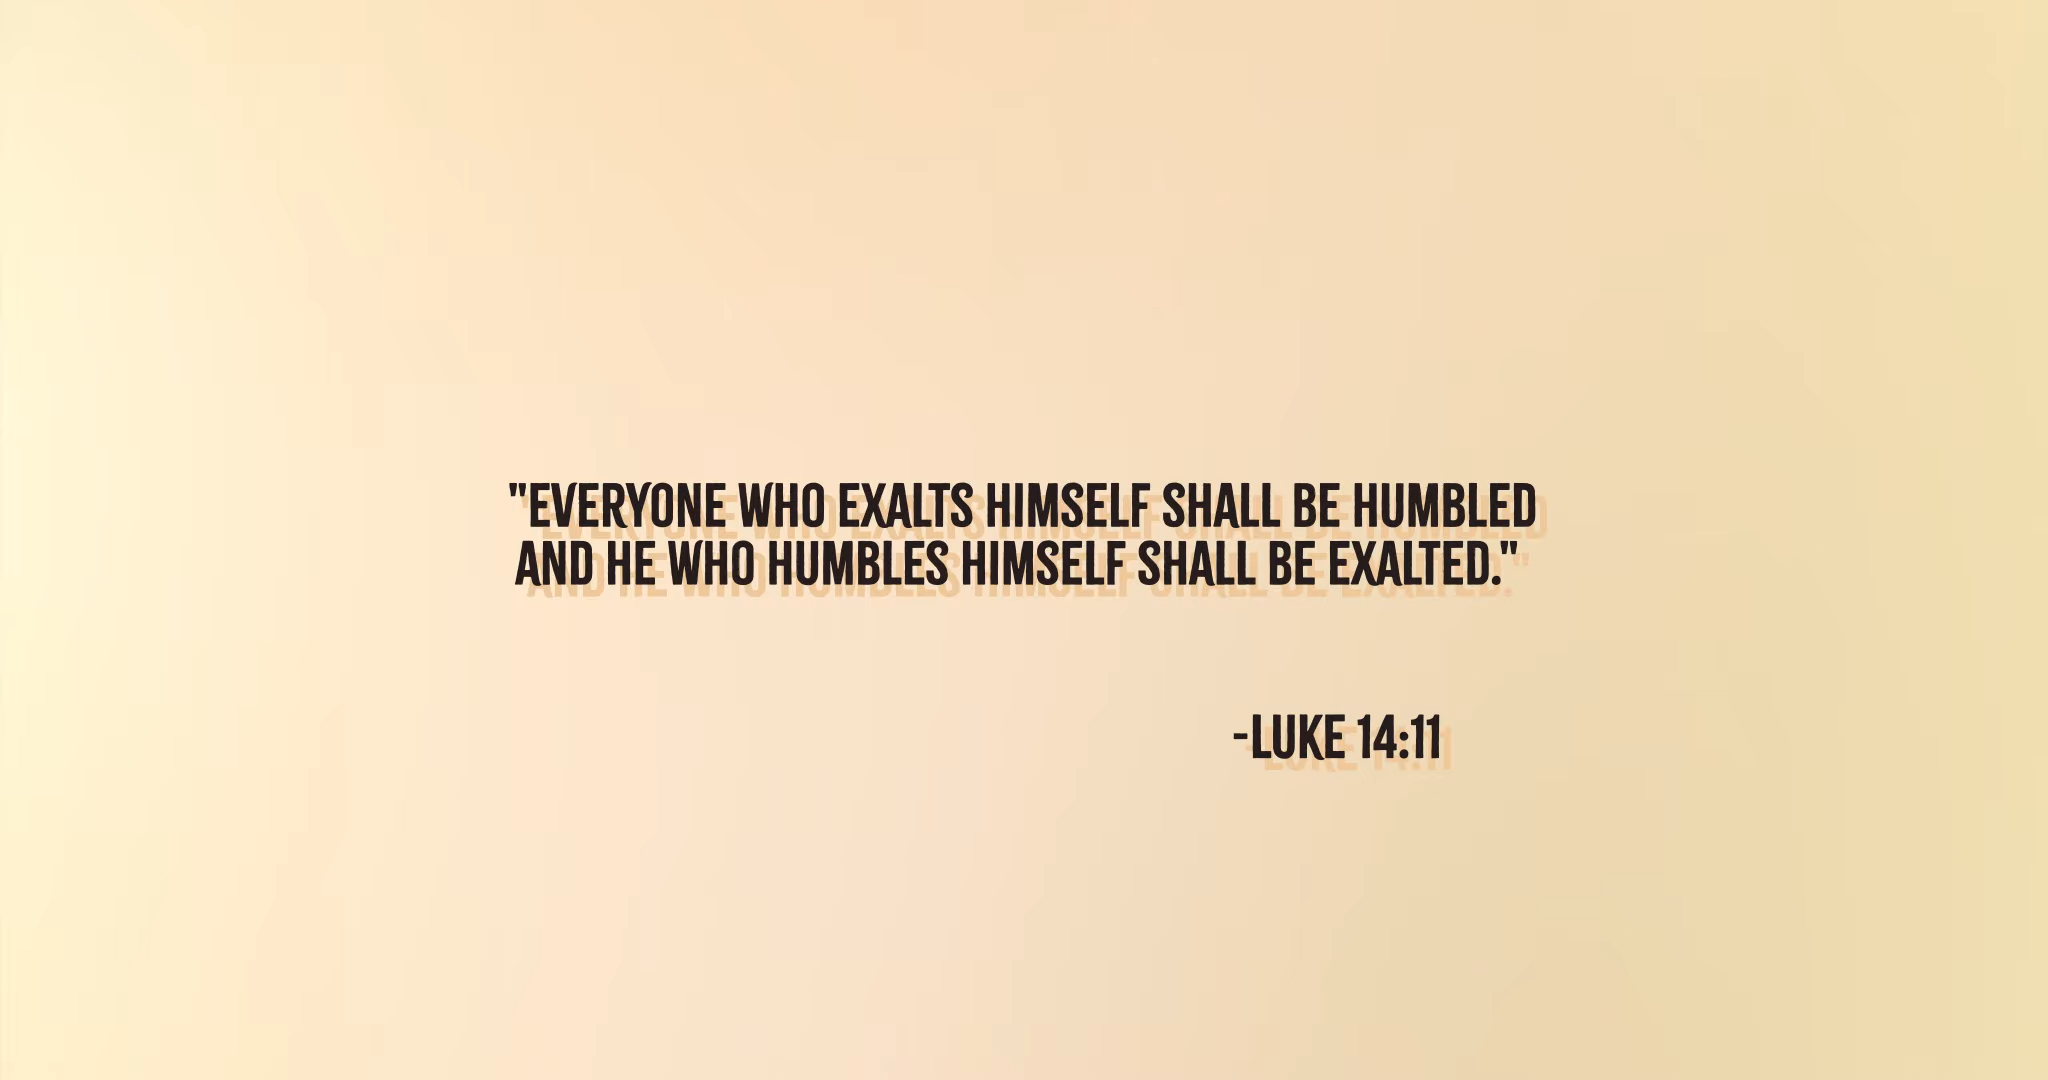 "EVERYONE WHO EXALTS HIMSELF SHALL BE HUMBLED
AND HE WHO HUMBLES HIMSELF SHALL BE EXALTED."
-LUKE 14:11